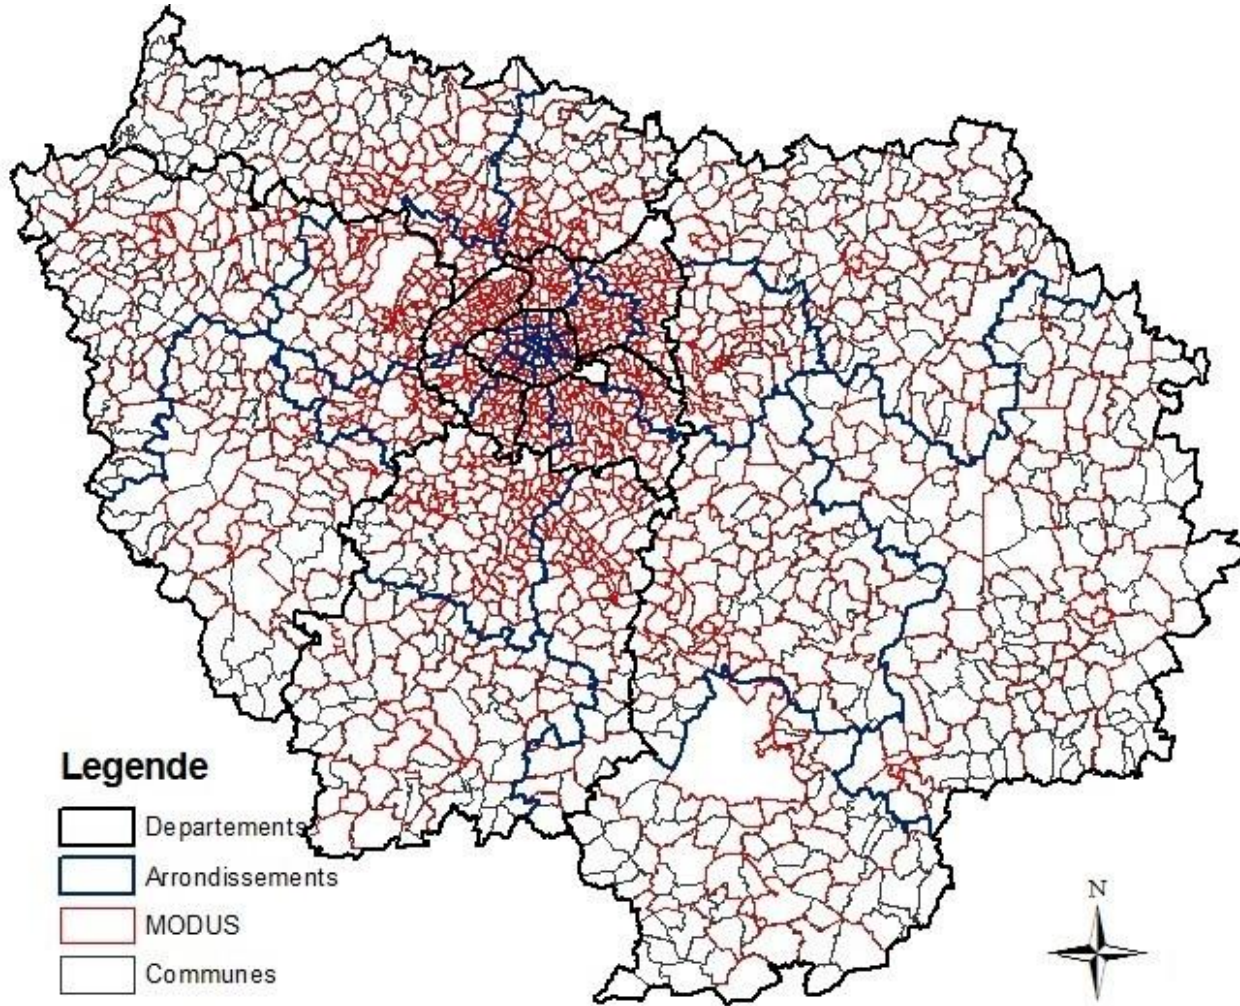 Legende
Departements
Arrondissements
MODUS
Communes
N